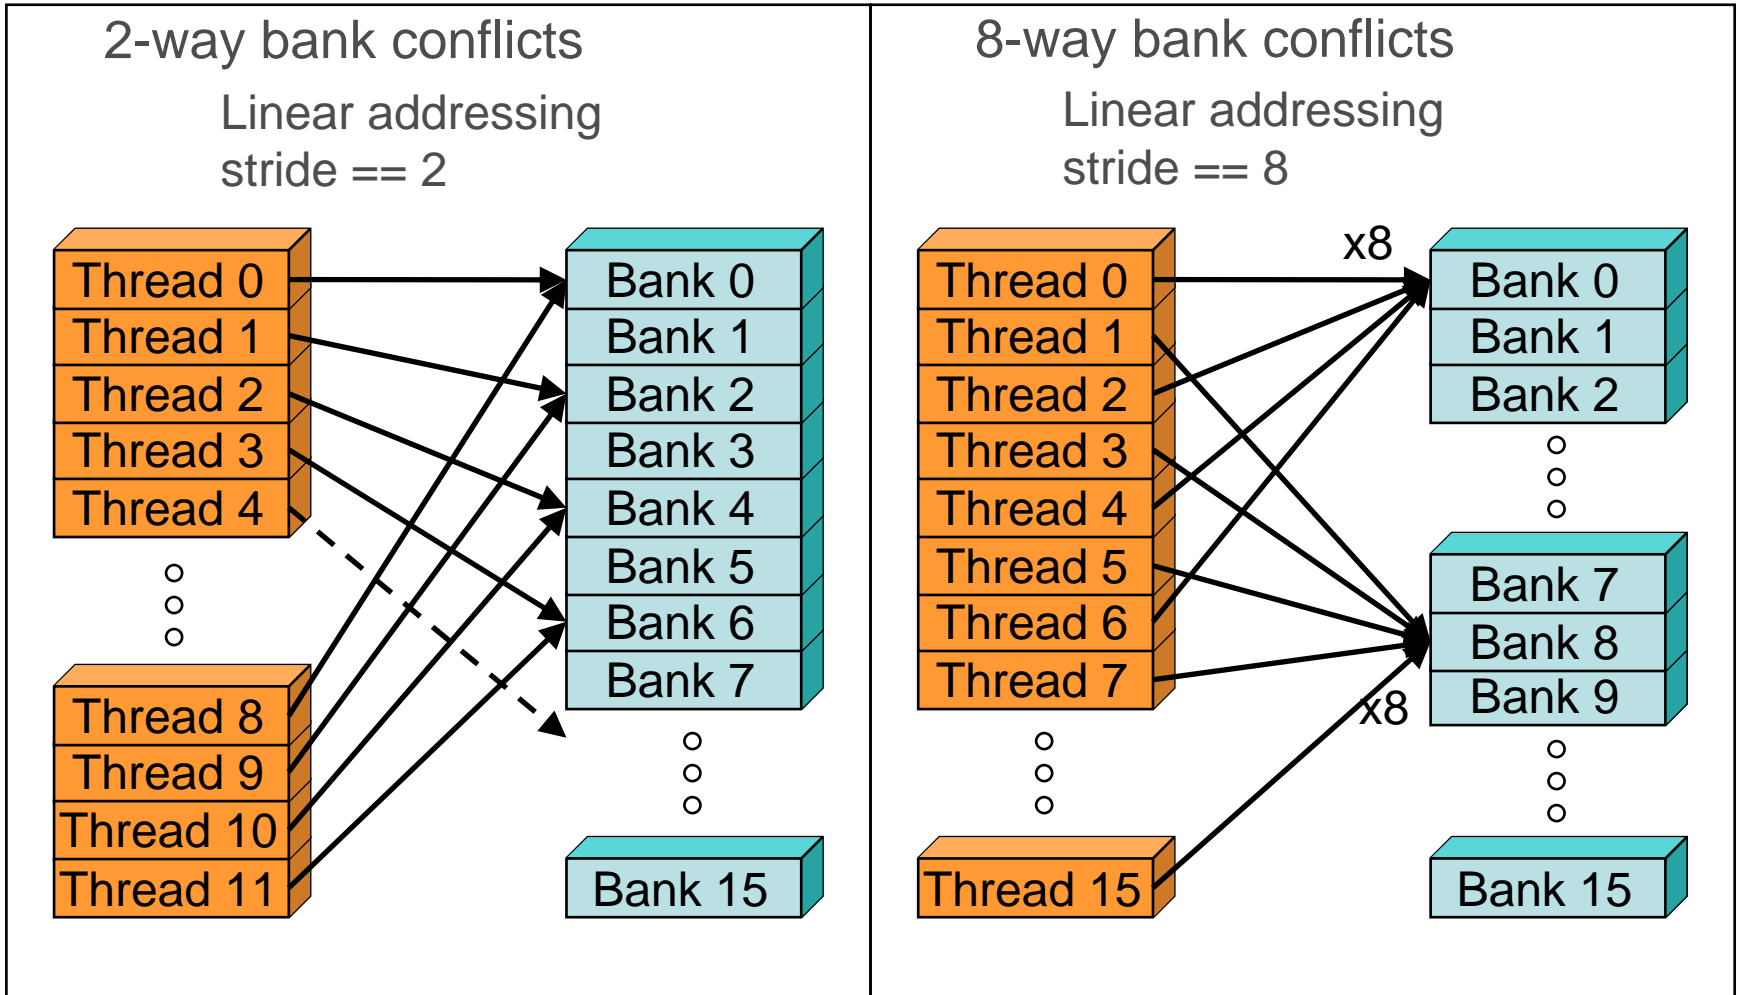 2-way bank conflicts
Linear addressing
stride == 2
Thread 0
Thread 1
Thread 2
Thread 3
Thread 4
Thread 8
Thread 9
Thread 10
Thread 11
Bank 0
Bank 1
Bank 2
Bank 3
Bank 4
Bank 5
Bank 6
Bank 7
Bank 15
8-way bank conflicts
Linear addressing
stride == 8
Thread 0
Thread 1
Thread 2
Thread 3
Thread 4
Thread 5
Thread 6
Thread 7
Thread 15
x8
x8
Bank 0
Bank 1
Bank 2
Bank 7
Bank 8
Bank 9
Bank 15